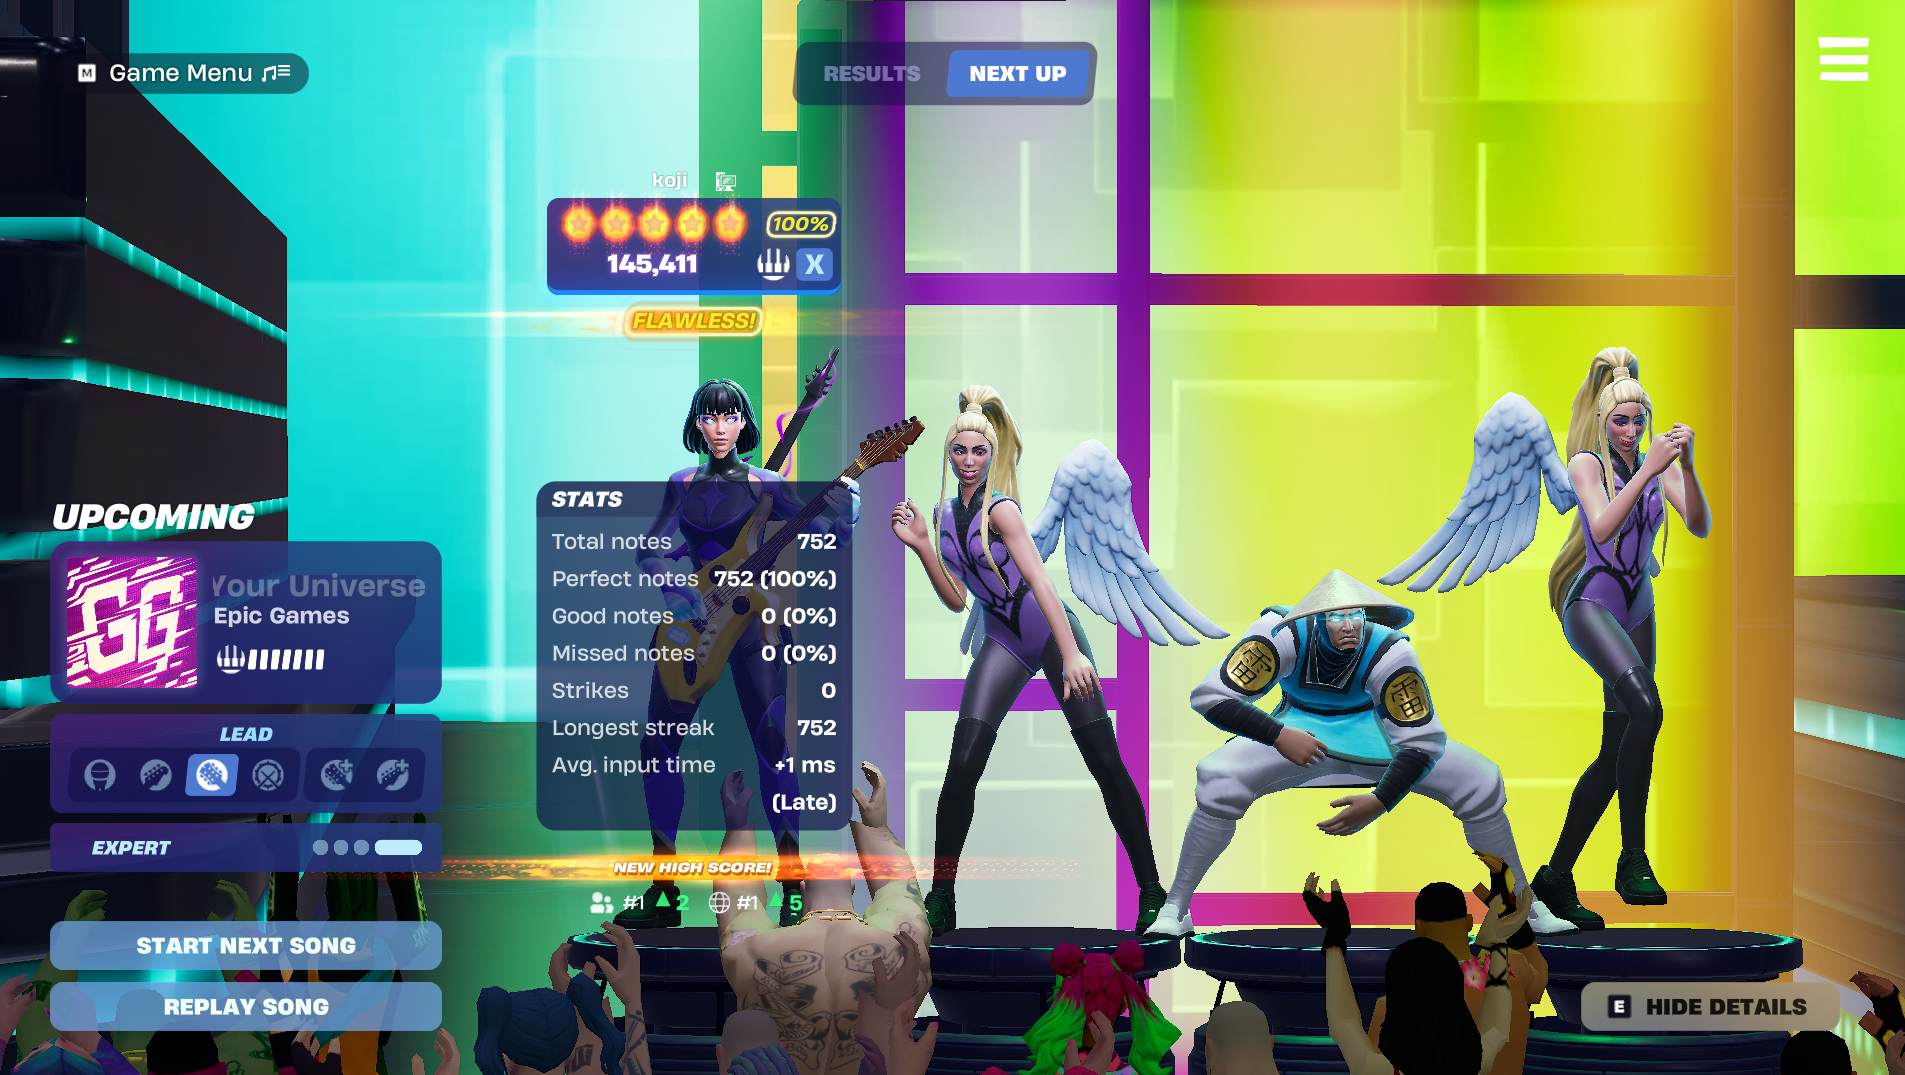 M Game Menu
RESULTS
NEXT UP
koji
100%
145,411
X
FLAWLESS!
STATS
Total notes 752
Perfect notes 752 (100%)
Good notes 0 (0%)
Missed notes 0 (0%)
Strikes 0
Longest streak 752
Avg. input time +1 ms
(Late)
NEW HIGH SCORE!
#1 2 #1 5
UPCOMING
GG
Your Universe
Epic Games
LEAD
EXPERT
START NEXT SONG
REPLAY SONG
雷
雷
E HIDE DETAILS